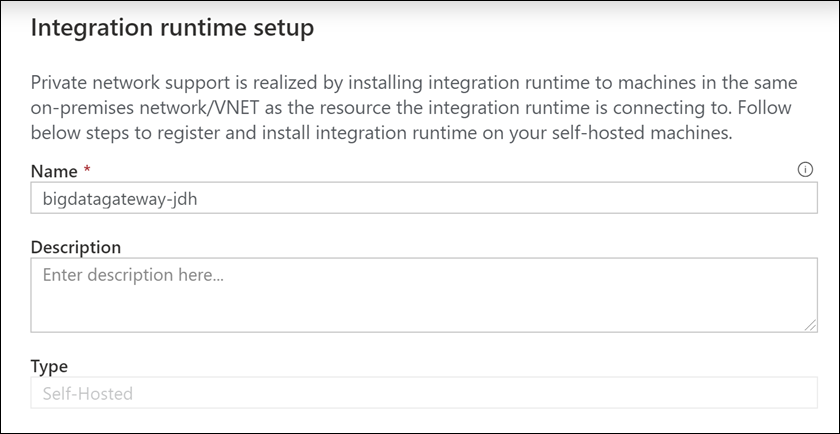 Integration runtime setup
Private network support is realized by installing integration runtime to machines in the same
on-premises network/VNET as the resource the integration runtime is connecting to. Follow
below steps to register and install integration runtime on your self-hosted machines.
Name *
bigdatagateway-jdh
Description
Enter description here...
Type
Self-Hosted